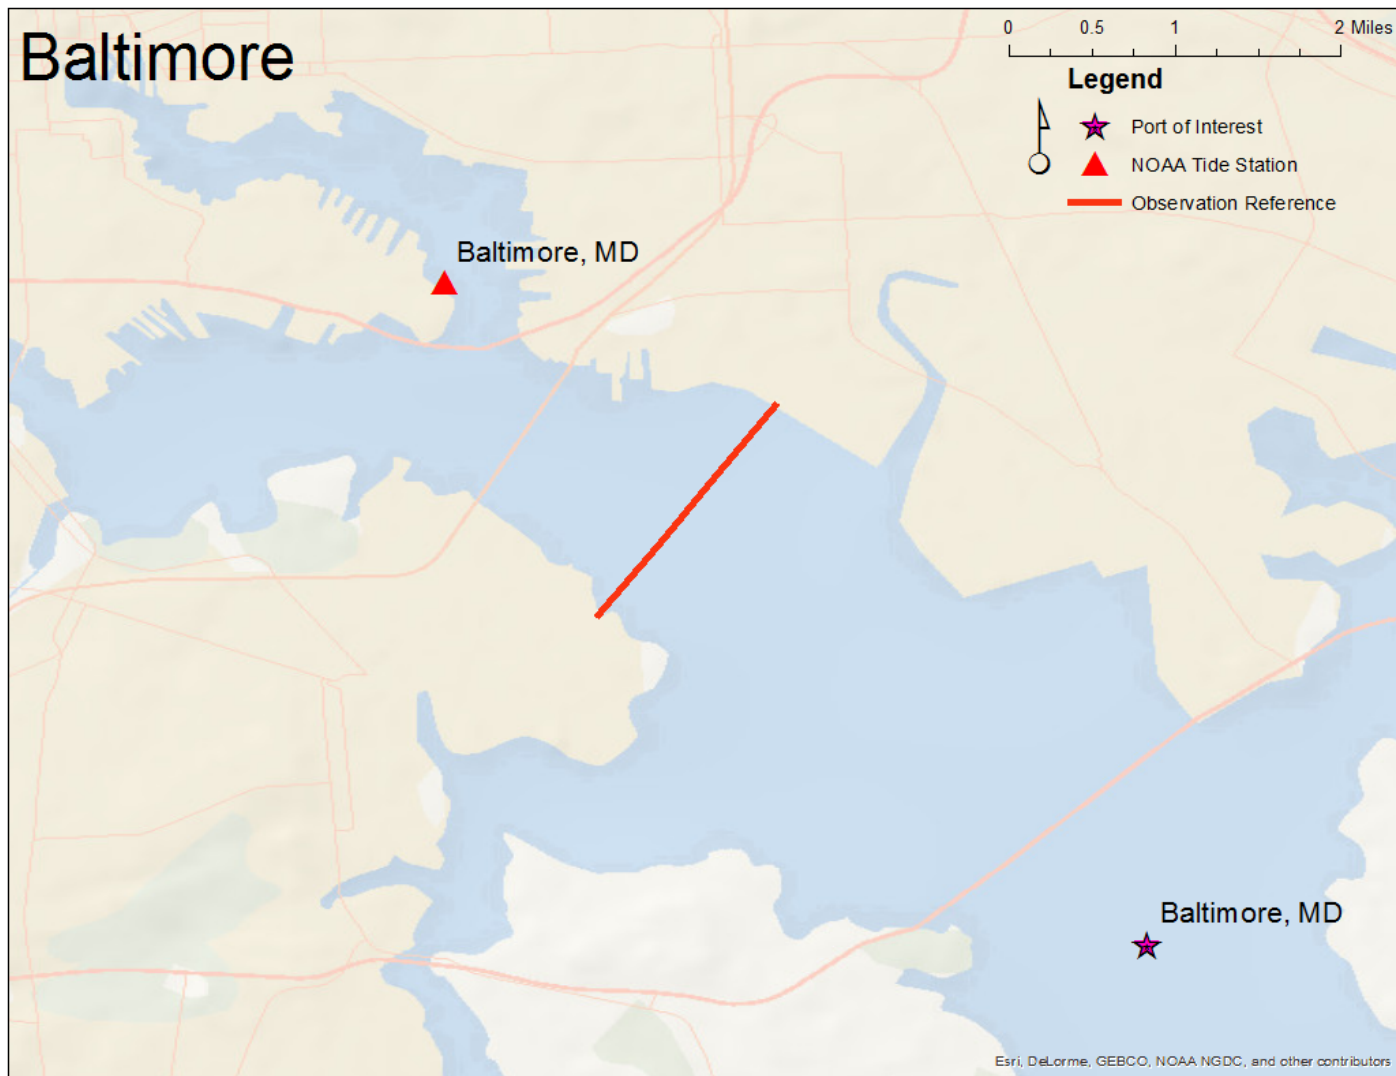 Baltimore
0 0.5 1 2 Miles
Legend
Port of Interest
NOAA Tide Station
Observation Reference
Baltimore, MD
Baltimore, MD
Esri, DeLorme, GEBCO, NOAA NGDC, and other contributors